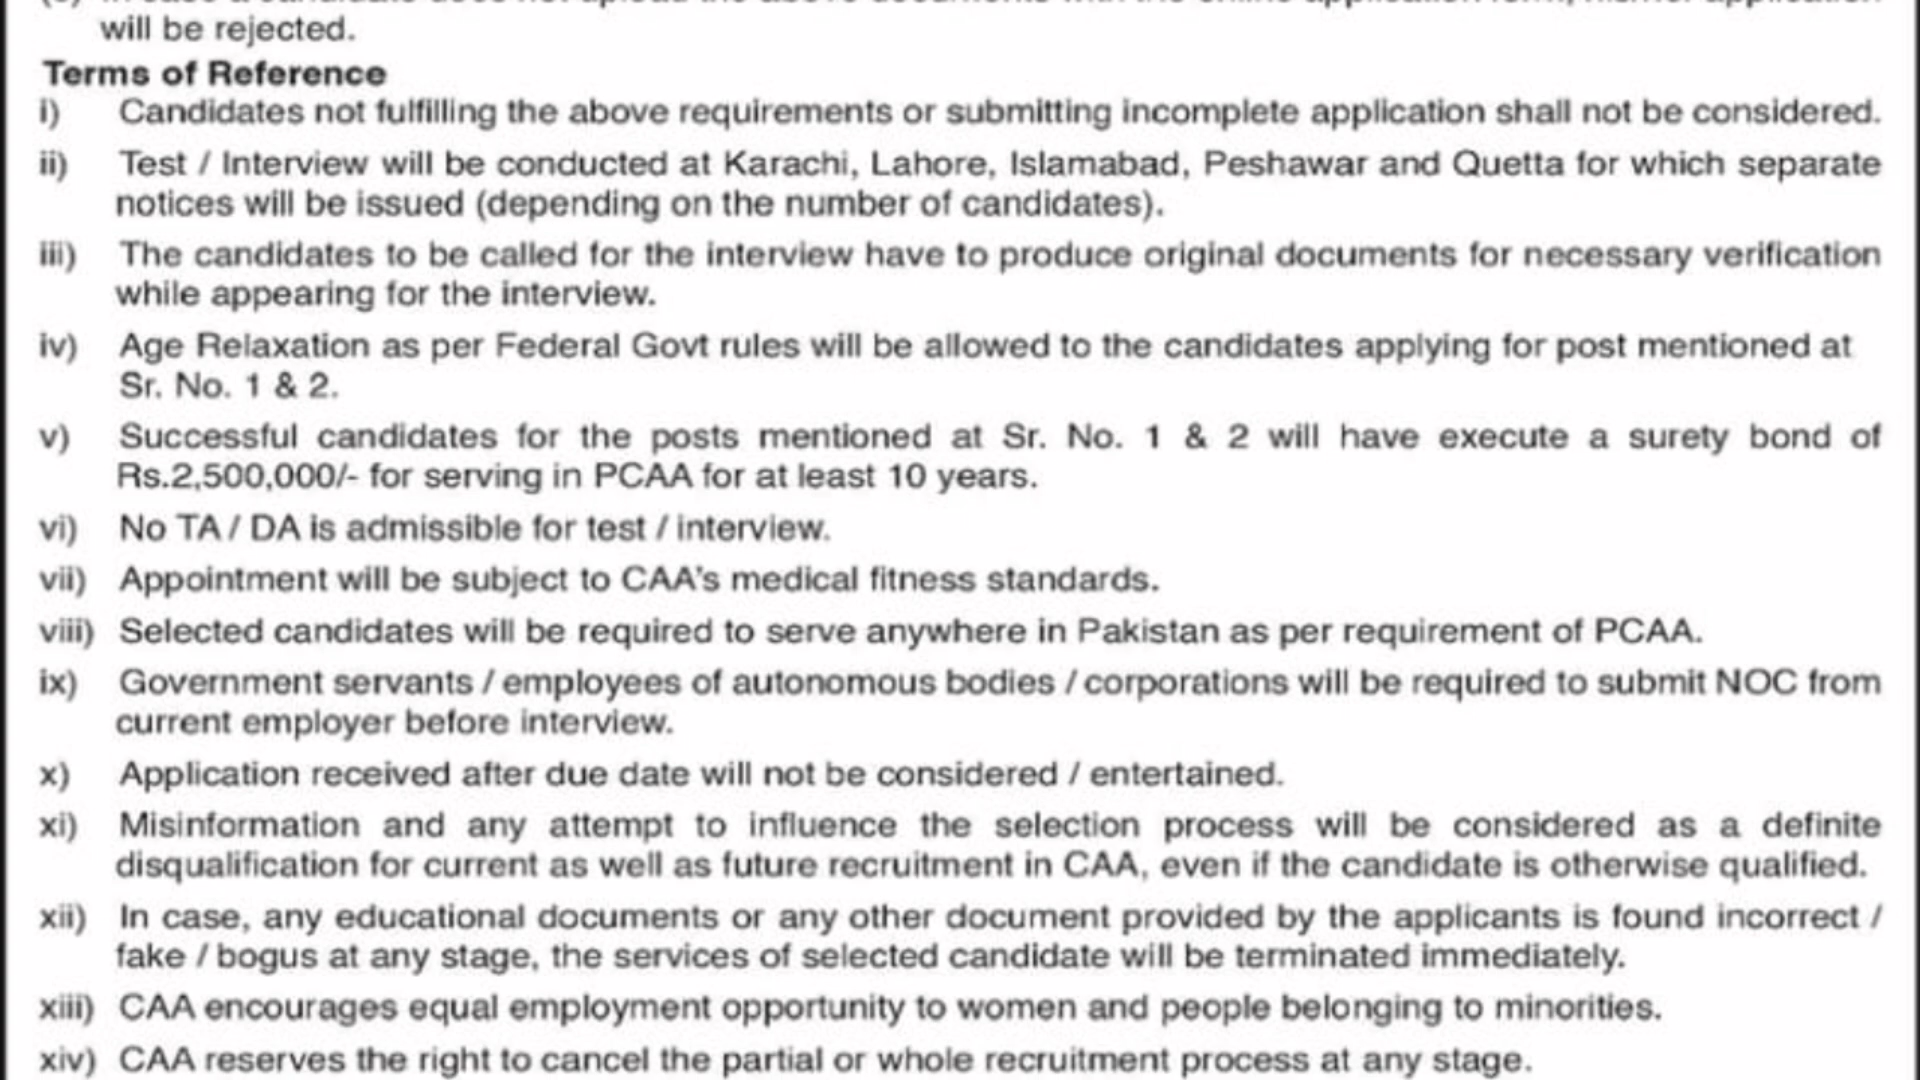 will be rejected.
Terms of Reference
i) Candidates not fulfilling the above requirements or submitting incomplete application shall not be considered.
ii) Test / Interview will be conducted at Karachi, Lahore, Islamabad, Peshawar and Quetta for which separate
notices will be issued (depending on the number of candidates).
iii) The candidates to be called for the interview have to produce original documents for necessary verification
while appearing for the interview.
iv) Age Relaxation as per Federal Govt rules will be allowed to the candidates applying for post mentioned at
Sr. No. 1 & 2.
v) Successful candidates for the posts mentioned at Sr. No. 1 & 2 will have execute a surety bond of
Rs.2,500,000/- for serving in PCAA for at least 10 years.
vi) No TA / DA is admissible for test / interview.
vii) Appointment will be subject to CAA's medical fitness standards.
viii) Selected candidates will be required to serve anywhere in Pakistan as per requirement of PCAA.
ix) Government servants / employees of autonomous bodies / corporations will be required to submit NOC from
current employer before interview.
x) Application received after due date will not be considered / entertained.
xi) Misinformation and any attempt to influence the selection process will be considered as a definite
disqualification for current as well as future recruitment in CAA, even if the candidate is otherwise qualified.
xii) In case, any educational documents or any other document provided by the applicants is found incorrect /
fake / bogus at any stage, the services of selected candidate will be terminated immediately.
xiii) CAA encourages equal employment opportunity to women and people belonging to minorities.
xiv) CAA reserves the right to cancel the partial or whole recruitment process at any stage.